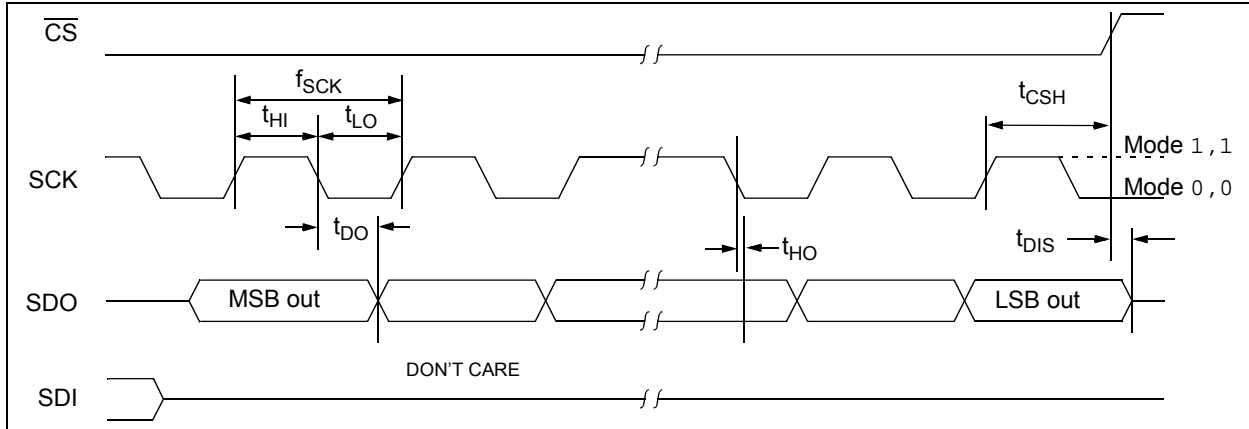 CS
fSCK
tHI tLO
tCSH
SCK
Mode 1,1
Mode 0,0
tDO
tHO
tDIS
SDO
MSB out
LSB out
DON'T CARE
SDI